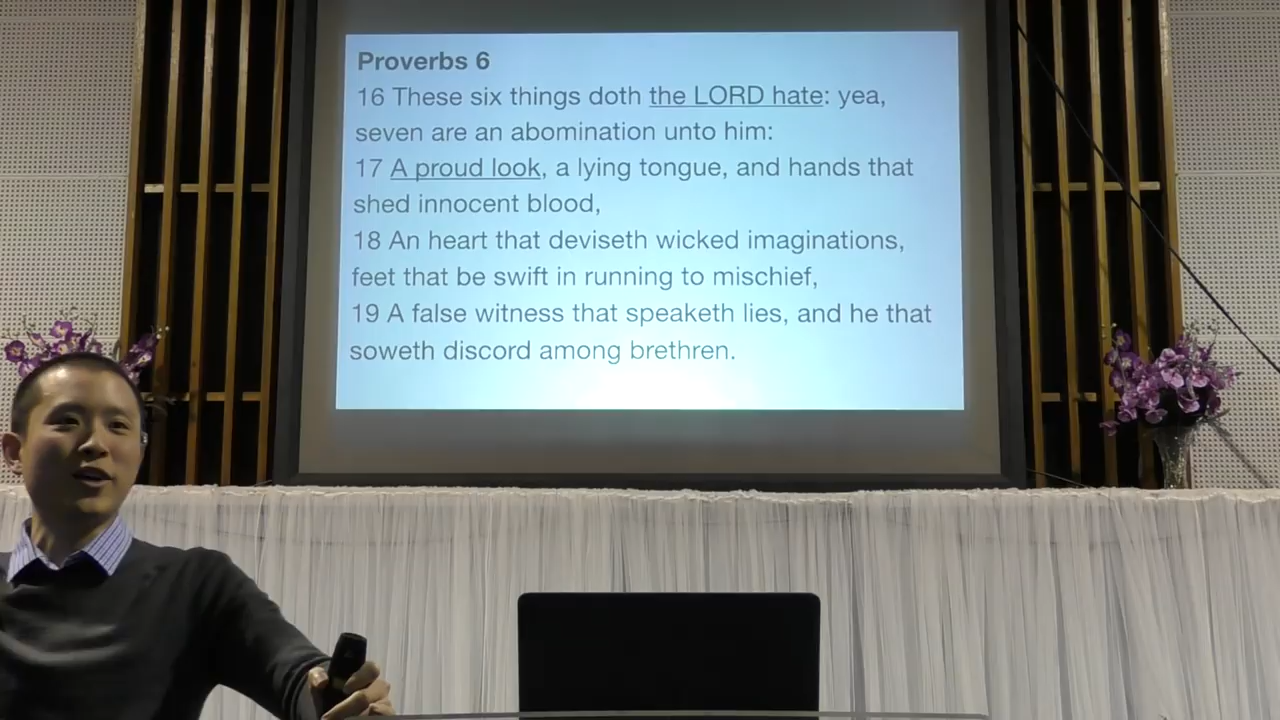 Proverbs 6
16 These six things doth the LORD hate: yea,
seven are an abomination unto him:
17 A proud look, a lying tongue, and hands that
shed innocent blood,
18 An heart that deviseth wicked imaginations,
feet that be swift in running to mischief,
19 A false witness that speaketh lies, and he that
soweth discord among brethren.